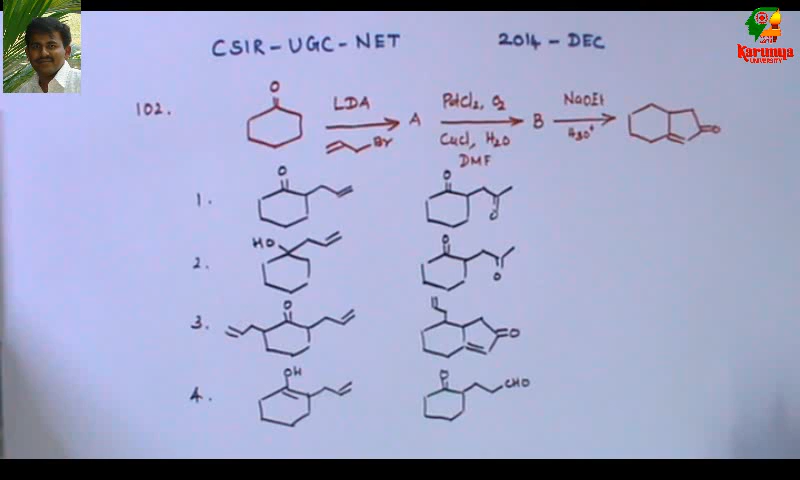 Karunya
UNIVERSITY
CSIR-UGC-NET 2014-DEC
102.
O
LDA
Br
A
PdCl2, O2
CuCl, H2O
DMF
B
NaOEt
H3O+
O
1.
O
O
O
2.
HO
O
O
3.
O
O
4.
OH
O
CHO